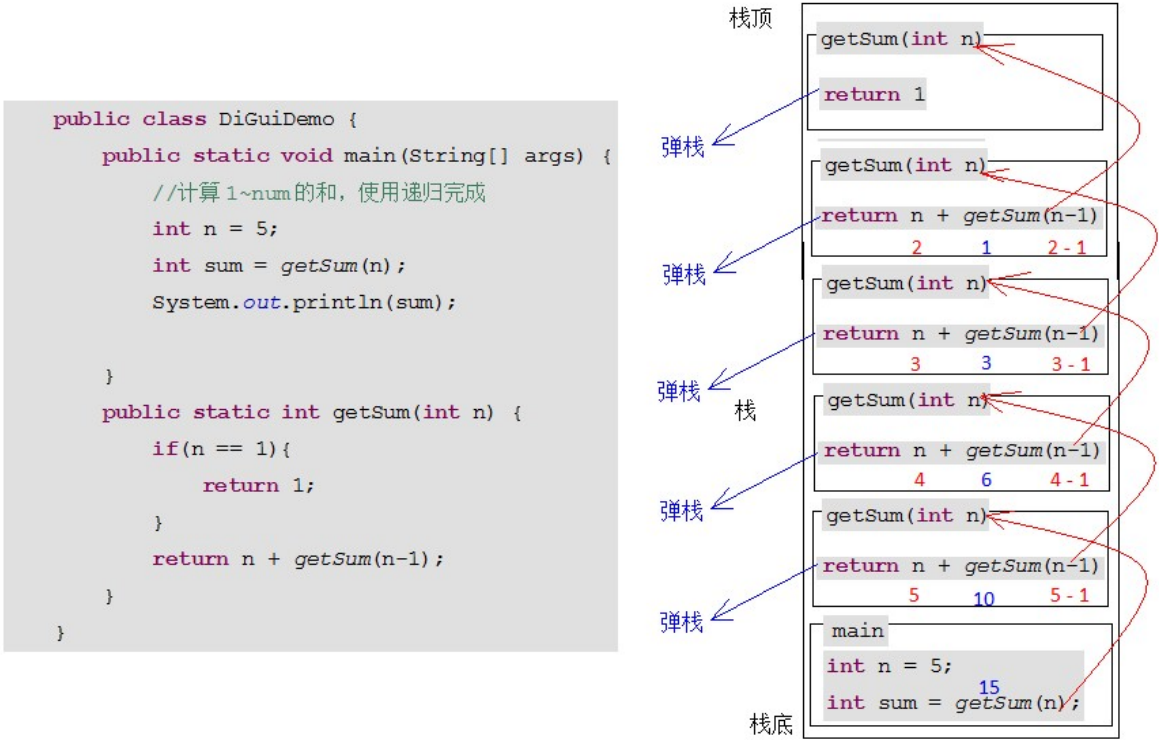 public class DiGuiDemo {
public static void main(String[] args) {
//计算1~num的和，使用递归完成
int n = 5;
int sum = getSum(n);
System.out.println(sum);
}
public static int getSum(int n) {
if(n == 1){
return 1;
}
return n + getSum(n-1);
}
}
栈顶
getSum(int n)
return 1
弹栈
getSum(int n)
return n + getSum(n-1)
2 1 2 - 1
弹栈
getSum(int n)
return n + getSum(n-1)
3 3 3 - 1
弹栈
栈
getSum(int n)
return n + getSum(n-1)
4 6 4 - 1
弹栈
getSum(int n)
return n + getSum(n-1)
5 10 5 - 1
弹栈
main
int n = 5;
15
int sum = getSum(n);
栈底